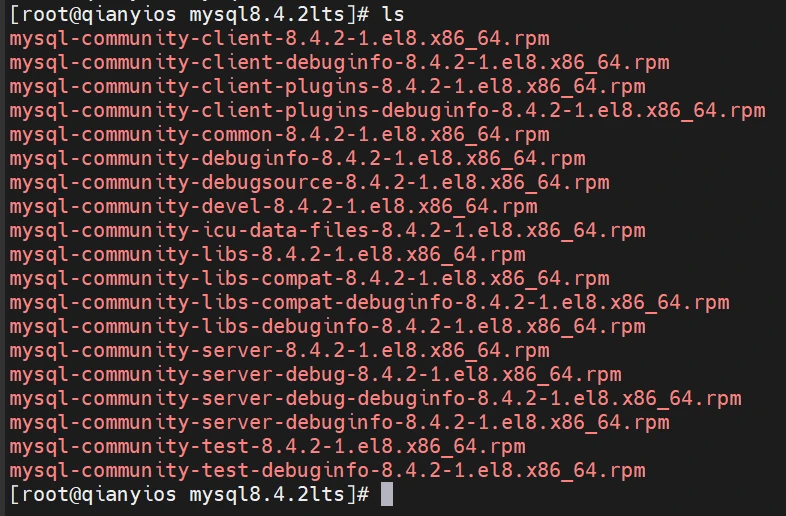 [root@qianyios mysql8.4.2lts]# ls
mysql-community-client-8.4.2-1.el8.x86_64.rpm
mysql-community-client-debuginfo-8.4.2-1.el8.x86_64.rpm
mysql-community-client-plugins-8.4.2-1.el8.x86_64.rpm
mysql-community-client-plugins-debuginfo-8.4.2-1.el8.x86_64.rpm
mysql-community-common-8.4.2-1.el8.x86_64.rpm
mysql-community-debuginfo-8.4.2-1.el8.x86_64.rpm
mysql-community-debugsource-8.4.2-1.el8.x86_64.rpm
mysql-community-devel-8.4.2-1.el8.x86_64.rpm
mysql-community-icu-data-files-8.4.2-1.el8.x86_64.rpm
mysql-community-libs-8.4.2-1.el8.x86_64.rpm
mysql-community-libs-compat-8.4.2-1.el8.x86_64.rpm
mysql-community-libs-compat-debuginfo-8.4.2-1.el8.x86_64.rpm
mysql-community-libs-debuginfo-8.4.2-1.el8.x86_64.rpm
mysql-community-server-8.4.2-1.el8.x86_64.rpm
mysql-community-server-debug-8.4.2-1.el8.x86_64.rpm
mysql-community-server-debug-debuginfo-8.4.2-1.el8.x86_64.rpm
mysql-community-server-debuginfo-8.4.2-1.el8.x86_64.rpm
mysql-community-test-8.4.2-1.el8.x86_64.rpm
mysql-community-test-debuginfo-8.4.2-1.el8.x86_64.rpm
[root@qianyios mysql8.4.2lts]#